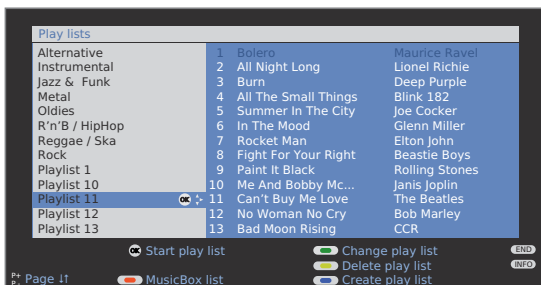 Play lists
Alternative 1 Bolero Maurice Ravel
Instrumental 2 All Night Long Lionel Richie
Jazz & Funk 3 Burn Deep Purple
Metal 4 All The Small Things Blink 182
Oldies 5 Summer In The City Joe Cocker
R'n'B / HipHop 6 In The Mood Glenn Miller
Reggae / Ska 7 Rocket Man Elton John
Rock 8 Fight For Your Right Beastie Boys
Playlist 1 9 Paint It Black Rolling Stones
Playlist 10 10 Me And Bobby Mc... Janis Joplin
Playlist 11 OK 11 Can't Buy Me Love The Beatles
Playlist 12 12 No Woman No Cry Bob Marley
Playlist 13 13 Bad Moon Rising CCR
OK Start play list Change play list END
Delete play list INFO
P+ P- Page ↓↑ MusicBox list Create play list